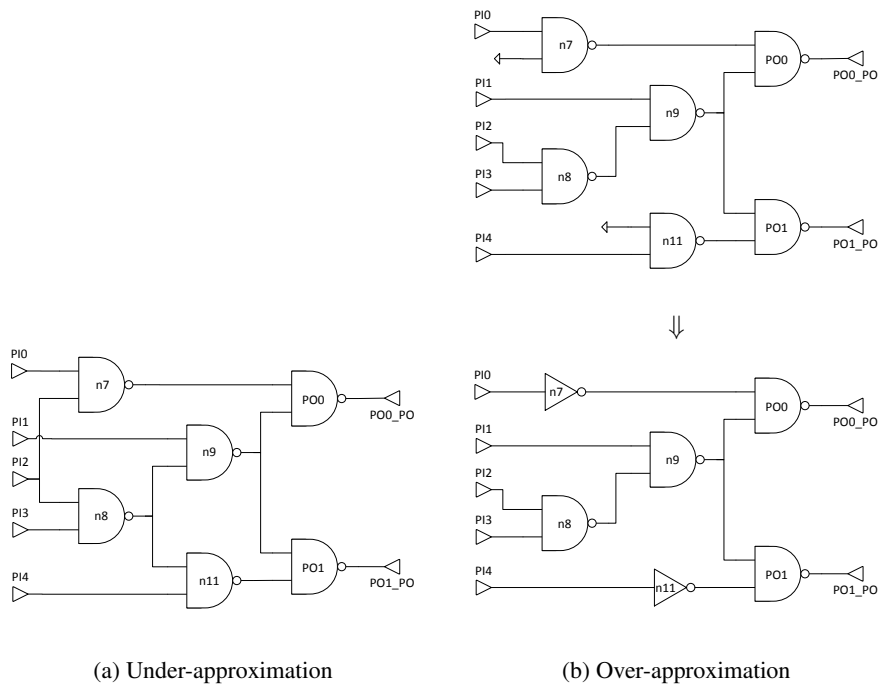 PI0
n7
PO0
PO0_PO
PI1
n9
PI2
PI3
n8
PI4
n11
PO1
PO1_PO
⇓
PI0
n7
PO0
PO0_PO
PI1
n9
PI2
PI3
n8
PI4
n11
PO1
PO1_PO
PI0
n7
PO0
PO0_PO
PI1
n9
PI2
PI3
n8
PI4
n11
PO1
PO1_PO
(a) Under-approximation
(b) Over-approximation